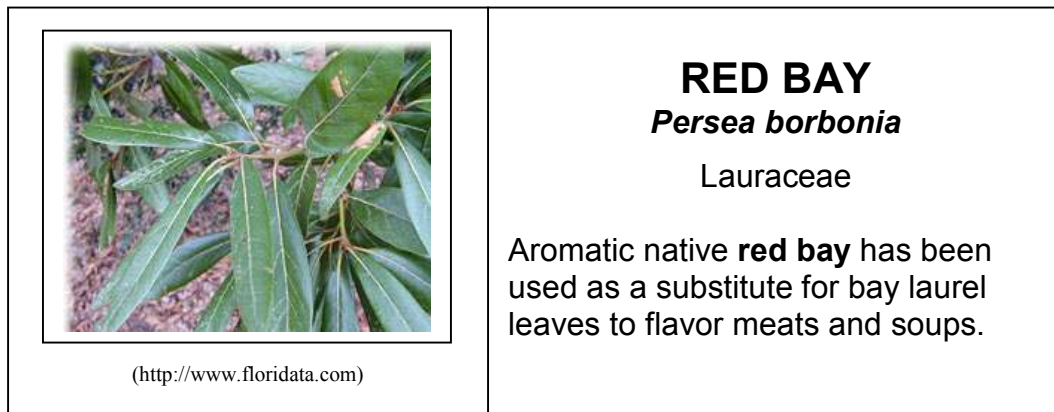 RED BAY
Persea borbonia
Lauraceae
Aromatic native red bay has been
used as a substitute for bay laurel
leaves to flavor meats and soups.
(http://www.floridata.com)